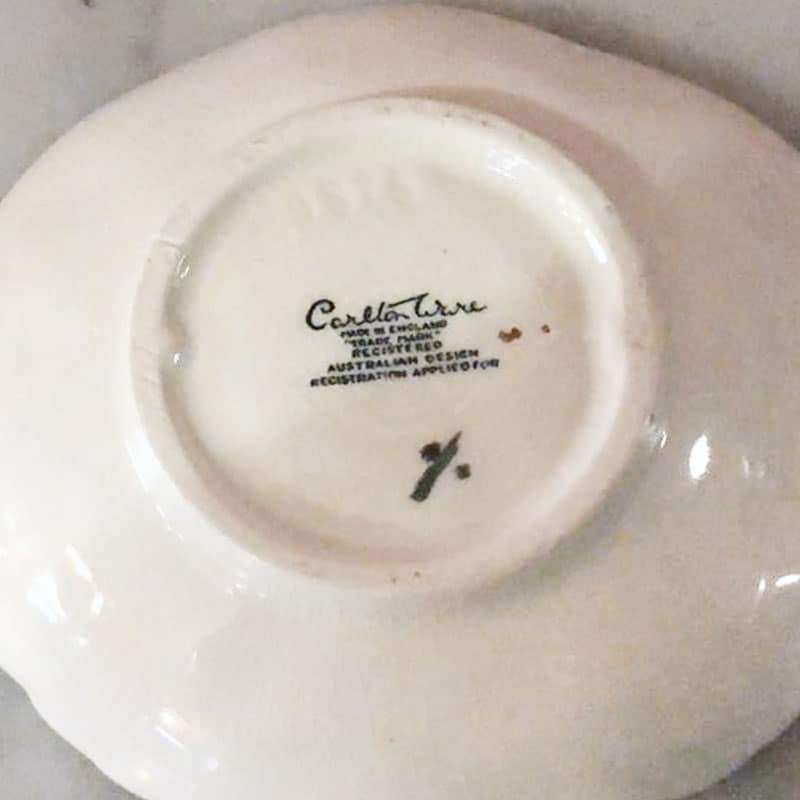 Carlton Ware
MADE IN ENGLAND
"TRADE MARK"
REGISTERED
AUSTRALIAN DESIGN
REGISTRATION APPLIED FOR